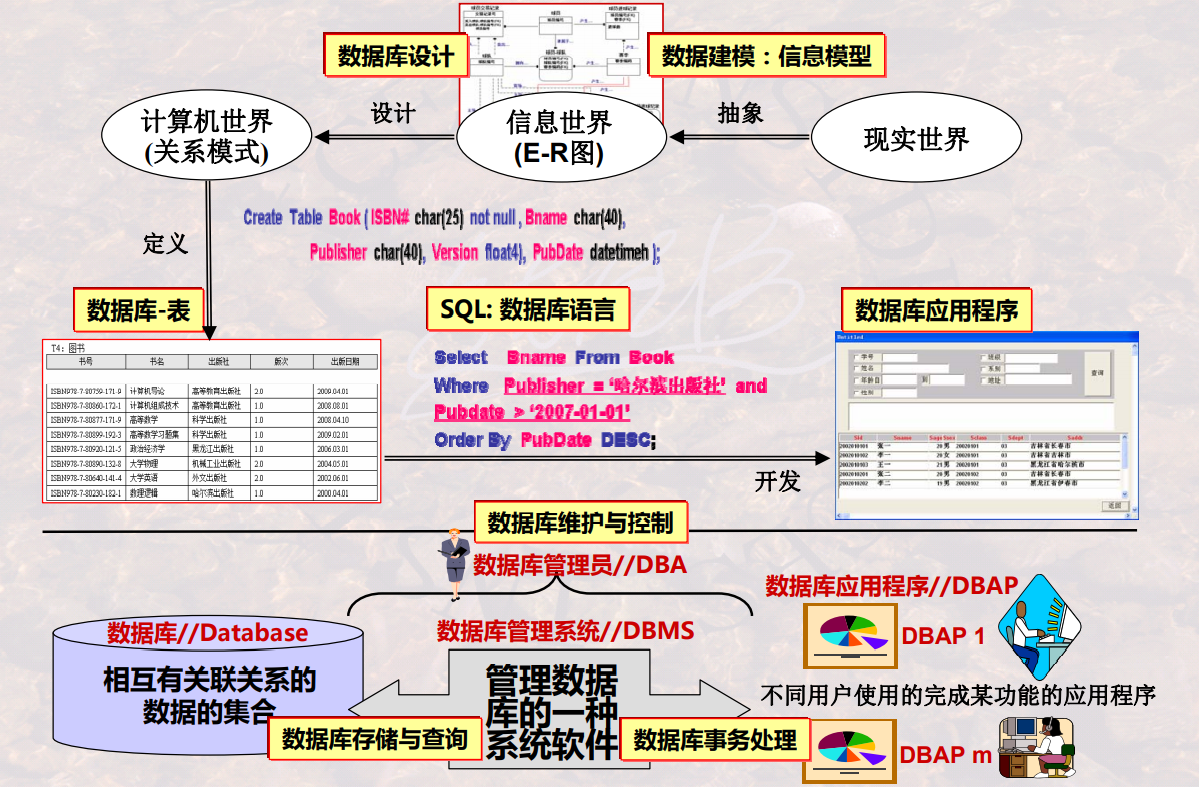 数据库设计
数据建模：信息模型
计算机世界
(关系模式)
设计
信息世界
(E-R图)
抽象
现实世界
定义
Create Table Book ( ISBN# char(25) not null , Bname char(40),
Publisher char(40), Version float4), PubDate datetimeh );
数据库-表
SQL: 数据库语言
数据库应用程序
T4：图书
书号 书名 出版社 版次 出版日期
ISBN978-7-80759-171-9 计算机导论 高等教育出版社 2.0 2009.04.01
ISBN978-7-80860-172-1 计算机组成技术 高等教育出版社 1.0 2008.08.01
ISBN978-7-80877-171-9 高等数学 科学出版社 1.0 2008.04.10
ISBN978-7-80899-192-3 高等数学习题集 科学出版社 1.0 2009.02.01
ISBN978-7-80920-121-5 政治经济学 黑龙江出版社 1.0 2006.03.01
ISBN978-7-80890-132-8 大学物理 机械工业出版社 2.0 2004.05.01
ISBN978-7-80640-141-4 大学英语 外文出版社 2.0 2002.06.01
ISBN978-7-80230-182-1 数理逻辑 哈尔滨出版社 1.0 2000.04.01
Select Bname From Book
Where Publisher = ‘哈尔滨出版社’ and
Pubdate > ‘2007-01-01’
Order By PubDate DESC;
开发
Untitled
学号 班级
姓名 系别
年龄自 到 地址
性别
查询
Sid Sname Sage Ssex Sclass Sdept Saddr
2002010101 张一 20 男 20020101 03 吉林省长春市
2002010102 李一 20 女 20020101 03 吉林省吉林市
2002010103 王一 21 男 20020101 03 黑龙江省哈尔滨市
2002010201 张二 20 男 20020102 03 吉林省长春市
2002010202 李二 19 男 20020102 03 黑龙江省伊春市
返回
数据库维护与控制
数据库管理员//DBA
数据库应用程序//DBAP
数据库//Database
相互有关联关系的
数据的集合
数据库管理系统//DBMS
管理数据
库的一种
系统软件
DBAP 1
不同用户使用的完成某功能的应用程序
数据库存储与查询
数据库事务处理
DBAP m